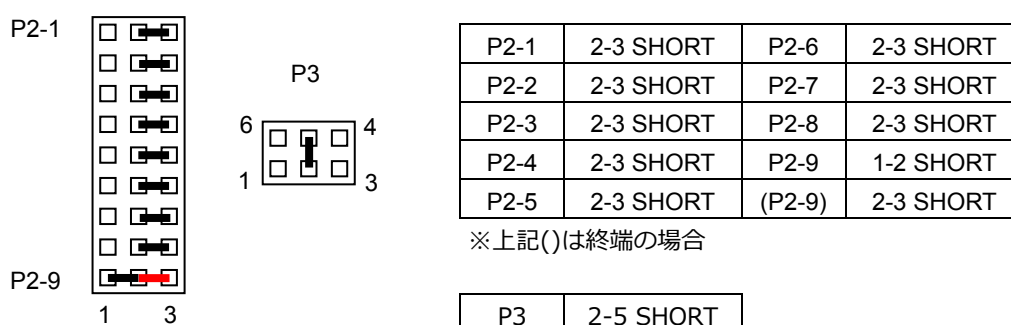 P2-1
P2-9
1 3
P3
6 4
1 3
P2-1 2-3 SHORT P2-6 2-3 SHORT
P2-2 2-3 SHORT P2-7 2-3 SHORT
P2-3 2-3 SHORT P2-8 2-3 SHORT
P2-4 2-3 SHORT P2-9 1-2 SHORT
P2-5 2-3 SHORT (P2-9) 2-3 SHORT
※上記()は終端の場合
P3 2-5 SHORT